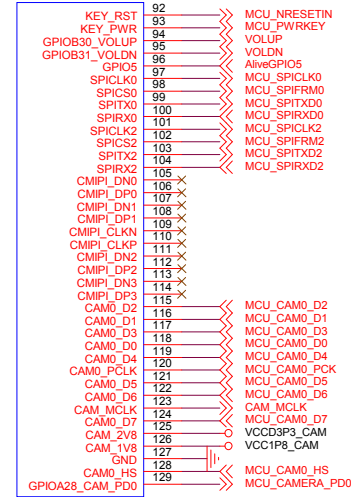 KEY_RST 92 MCU_NRESETIN
KEY_PWR 93 MCU_PWRKEY
GPIOB30_VOLUP 94 VOLUP
GPIOB31_VOLDN 95 VOLDN
GPIO5 96 AliveGPIO5
SPICLK0 97 MCU_SPICLK0
SPICS0 98 MCU_SPIFRM0
SPITX0 99 MCU_SPITXD0
SPIRX0 100 MCU_SPIRXD0
SPICLK2 101 MCU_SPICLK2
SPICS2 102 MCU_SPIFRM2
SPITX2 103 MCU_SPITXD2
SPIRX2 104 MCU_SPIRXD2
CMIPI_DN0 105
CMIPI_DP0 106
CMIPI_DN1 107
CMIPI_DP1 108
CMIPI_CLKN 109
CMIPI_CLKP 110
CMIPI_DN2 111
CMIPI_DP2 112
CMIPI_DN3 113
CMIPI_DP3 114
CAM0_D2 115 MCU_CAM0_D2
CAM0_D1 116 MCU_CAM0_D1
CAM0_D3 117 MCU_CAM0_D3
CAM0_D0 118 MCU_CAM0_D0
CAM0_D4 119 MCU_CAM0_D4
CAM0_PCLK 120 MCU_CAM0_PCK
CAM0_D5 121 MCU_CAM0_D5
CAM0_D6 122 MCU_CAM0_D6
CAM_MCLK 123 CAM_MCLK
CAM0_D7 124 MCU_CAM0_D7
CAM_2V8 125 VCCD3P3_CAM
CAM_1V8 126 VCC1P8_CAM
GND 127
CAM0_HS 128 MCU_CAM0_HS
GPIOA28_CAM_PD0 129 MCU_CAMERA_PD0